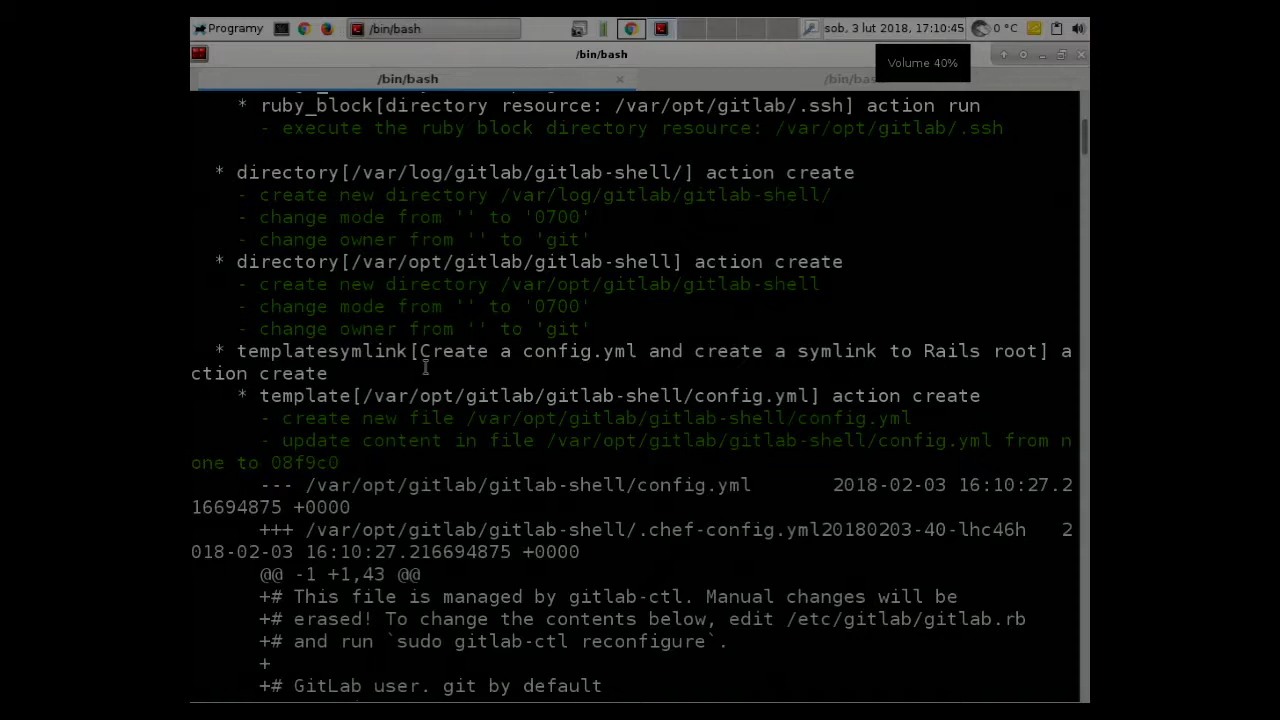 Programy /bin/bash sob, 3 lut 2018, 17:10:45 0 °C
/bin/bash
Volume 40%
/bin/bash × /bin/bas
* ruby_block[directory resource: /var/opt/gitlab/.ssh] action run
- execute the ruby block directory resource: /var/opt/gitlab/.ssh
* directory[/var/log/gitlab/gitlab-shell/] action create
- create new directory /var/log/gitlab/gitlab-shell/
- change mode from '' to '0700'
- change owner from '' to 'git'
* directory[/var/opt/gitlab/gitlab-shell] action create
- create new directory /var/opt/gitlab/gitlab-shell
- change mode from '' to '0700'
- change owner from '' to 'git'
* templatesymlink[Create a config.yml and create a symlink to Rails root] a
ction create
* template[/var/opt/gitlab/gitlab-shell/config.yml] action create
- create new file /var/opt/gitlab/gitlab-shell/config.yml
- update content in file /var/opt/gitlab/gitlab-shell/config.yml from n
one to 08f9c0
--- /var/opt/gitlab/gitlab-shell/config.yml 2018-02-03 16:10:27.2
16694875 +0000
+++ /var/opt/gitlab/gitlab-shell/.chef-config.yml20180203-40-lhc46h 2
018-02-03 16:10:27.216694875 +0000
@@ -1 +1,43 @@
+# This file is managed by gitlab-ctl. Manual changes will be
+# erased! To change the contents below, edit /etc/gitlab/gitlab.rb
+# and run `sudo gitlab-ctl reconfigure`.
+
+# GitLab user. git by default